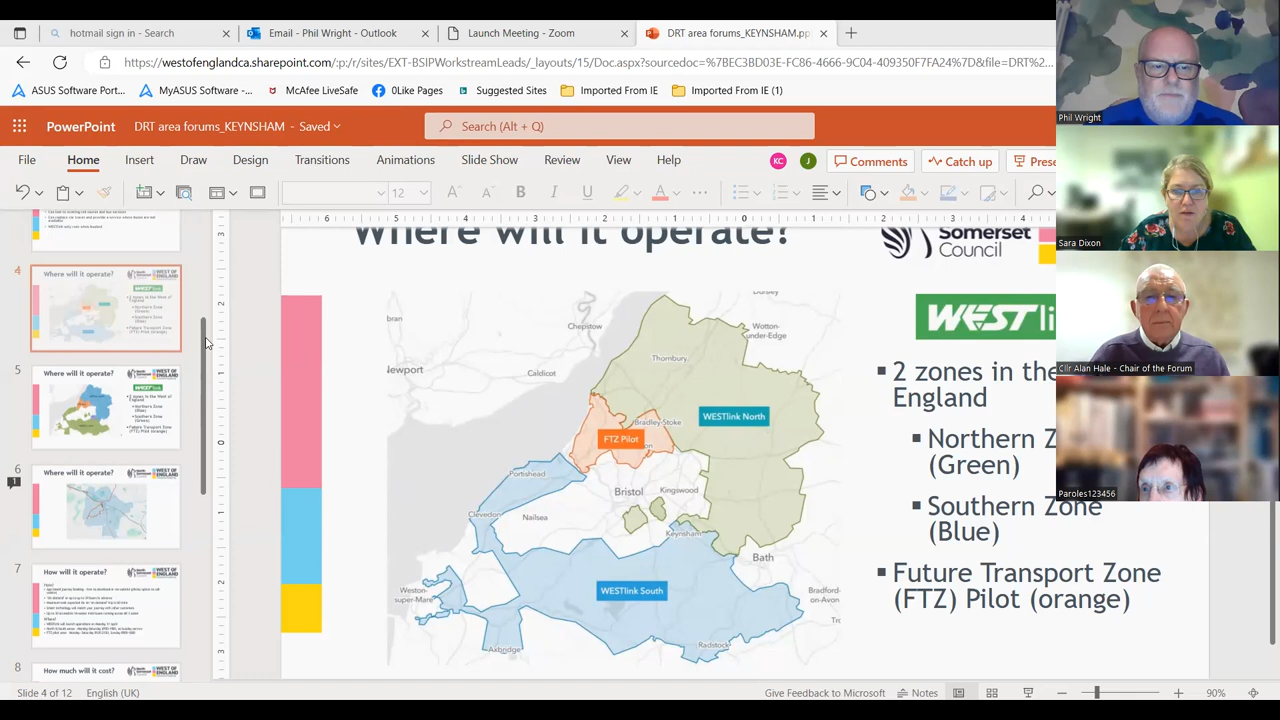 hotmail sign in - Search
Email - Phil Wright - Outlook
Launch Meeting - Zoom
DRT area forums_KEYNSHAM.pp
https://westofenglandca.sharepoint.com/:p:/r/sites/EXT-BSIPWorkstreamLeads/_layouts/15/Doc.aspx?sourcedoc=%7BEC3BD03E-FC86-4666-9C04-409350F7FA24%7D&file=DRT%2...
ASUS Software Port...
MyASUS Software -...
McAfee LiveSafe
0Like Pages
Suggested Sites
Imported From IE
Imported From IE (1)
PowerPoint
DRT area forums_KEYNSHAM - Saved
Search (Alt + Q)
File
Home
Insert
Draw
Design
Transitions
Animations
Slide Show
Review
View
Help
KC
J
Comments
Catch up
Prese
12
B
I
U
4
Where will it operate?
5
Where will it operate?
6
Where will it operate?
7
How will it operate?
8
How much will it cost?
Where will it operate?
Somerset
Council
WESTli
Chepstow
Caldicot
Wotton-
under-Edge
Thornbury
WESTlink North
Bradley-Stoke
FTZ Pilot
Portishead
Bristol
Kingswood
Clevedon
Nailsea
Keynsham
Bath
WESTlink South
Weston-
super-Mare
Bradford-
on-Avon
Axbridge
Radstock
2 zones in the
England
Northern Z
(Green)
Southern Zone
(Blue)
Future Transport Zone
(FTZ) Pilot (orange)
Phil Wright
Sara Dixon
Cllr Alan Hale - Chair of the Forum
Paroles123456
Slide 4 of 12
English (UK)
Give Feedback to Microsoft
Notes
90%